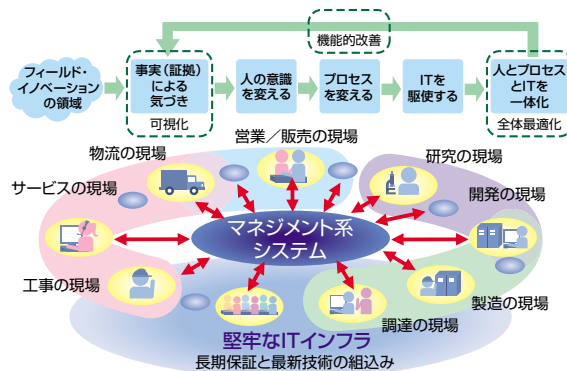 機能的改善
フィールド・
イノベーション
の領域
事実（証拠）
による
気づき
可視化
人の意識
を変える
プロセス
を変える
ITを
駆使する
人とプロセス
とITを
一体化
全体最適化
営業／販売の現場
物流の現場
研究の現場
サービスの現場
開発の現場
マネジメント系
システム
工事の現場
製造の現場
調達の現場
堅牢なITインフラ
長期保証と最新技術の組込み